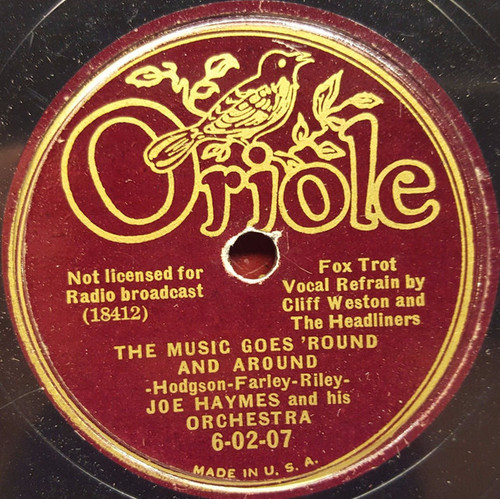 Oriole
Not licensed for
Radio broadcast
(18412)
Fox Trot
Vocal Refrain by
Cliff Weston and
The Headliners
THE MUSIC GOES 'ROUND
AND AROUND
-Hodgson-Farley-Riley-
JOE HAYMES and his
ORCHESTRA
6-02-07
MADE IN U. S. A.